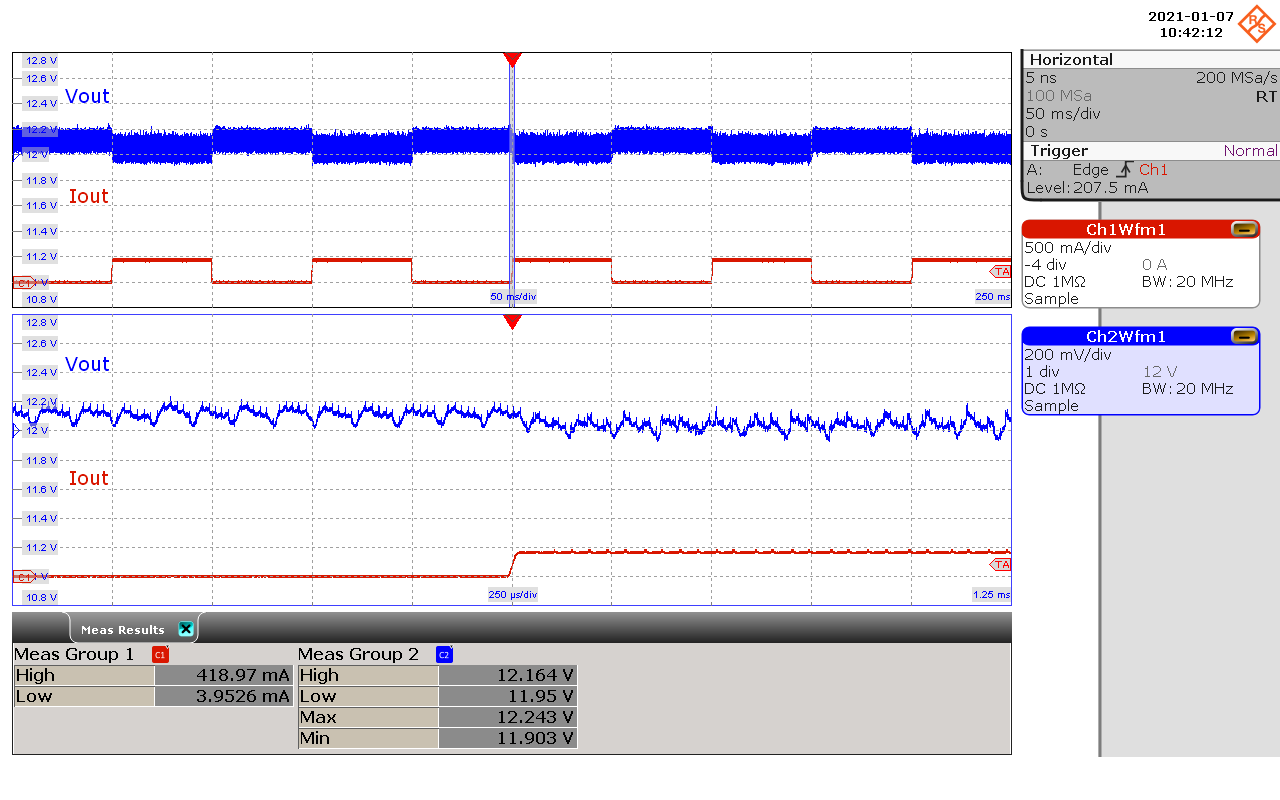 2021-01-07
10:42:12
R S
12.8 V
12.6 V
12.4 V
Vout
12.2 V
12 V
11.8 V
Iout
11.6 V
11.4 V
11.2 V
C1
V
TA
10.8 V
50 ms/div
250 ms
12.8 V
12.6 V
Vout
12.4 V
12.2 V
12 V
11.8 V
Iout
11.6 V
11.4 V
11.2 V
C1
V
TA
10.8 V
250 µs/div
1.25 ms
Horizontal
5 ns 200 MSa/s
100 MSa RT
50 ms/div
0 s
Trigger Normal
A: Edge Ch1
Level: 207.5 mA
Ch1Wfm1
500 mA/div
-4 div 0 A
DC 1MΩ BW: 20 MHz
Sample
Ch2Wfm1
200 mV/div
1 div 12 V
DC 1MΩ BW: 20 MHz
Sample
Meas Results
Meas Group 1 C1
High 418.97 mA
Low 3.9526 mA
Meas Group 2 C2
High 12.164 V
Low 11.95 V
Max 12.243 V
Min 11.903 V